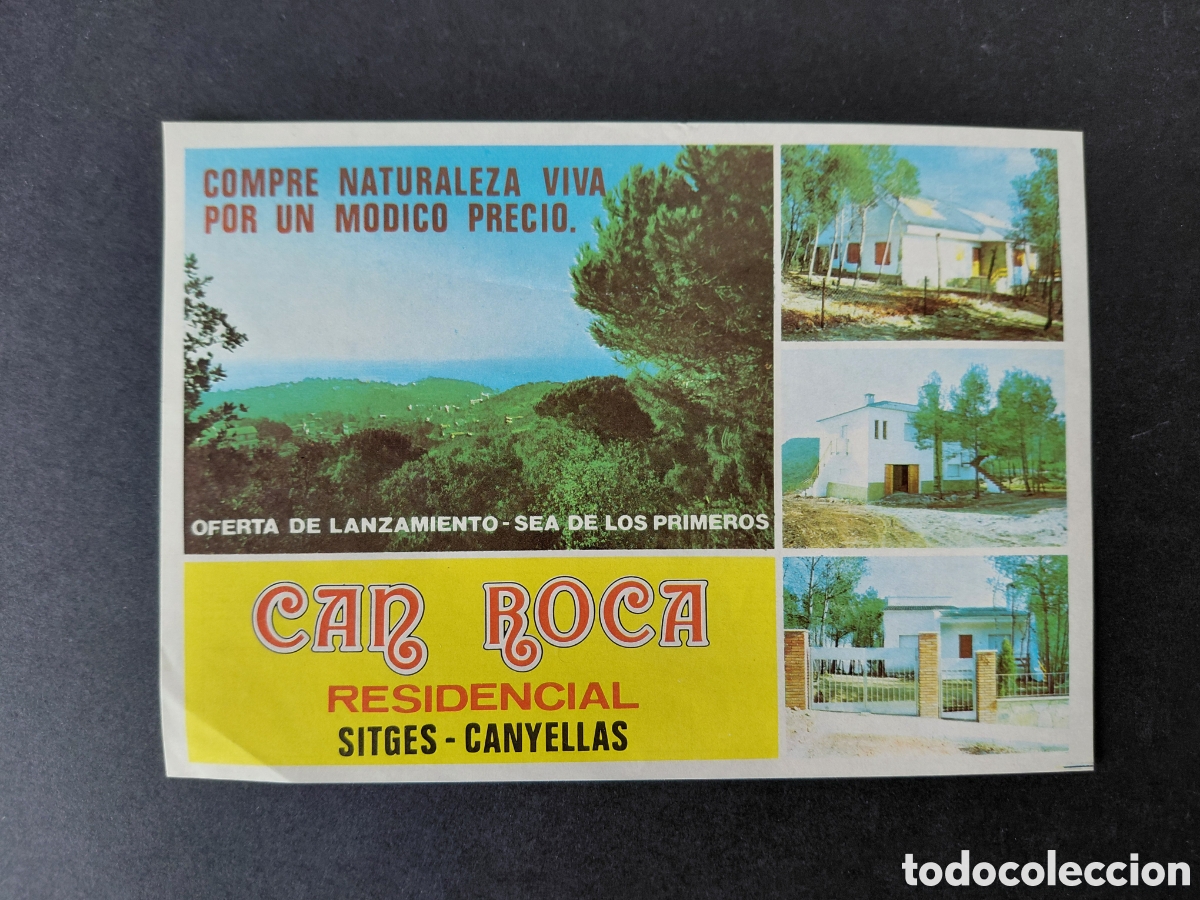 COMPRE NATURALEZA VIVA
POR UN MODICO PRECIO.
OFERTA DE LANZAMIENTO - SEA DE LOS PRIMEROS
CAN ROCA
RESIDENCIAL
SITGES - CANYELLAS
todocoleccion